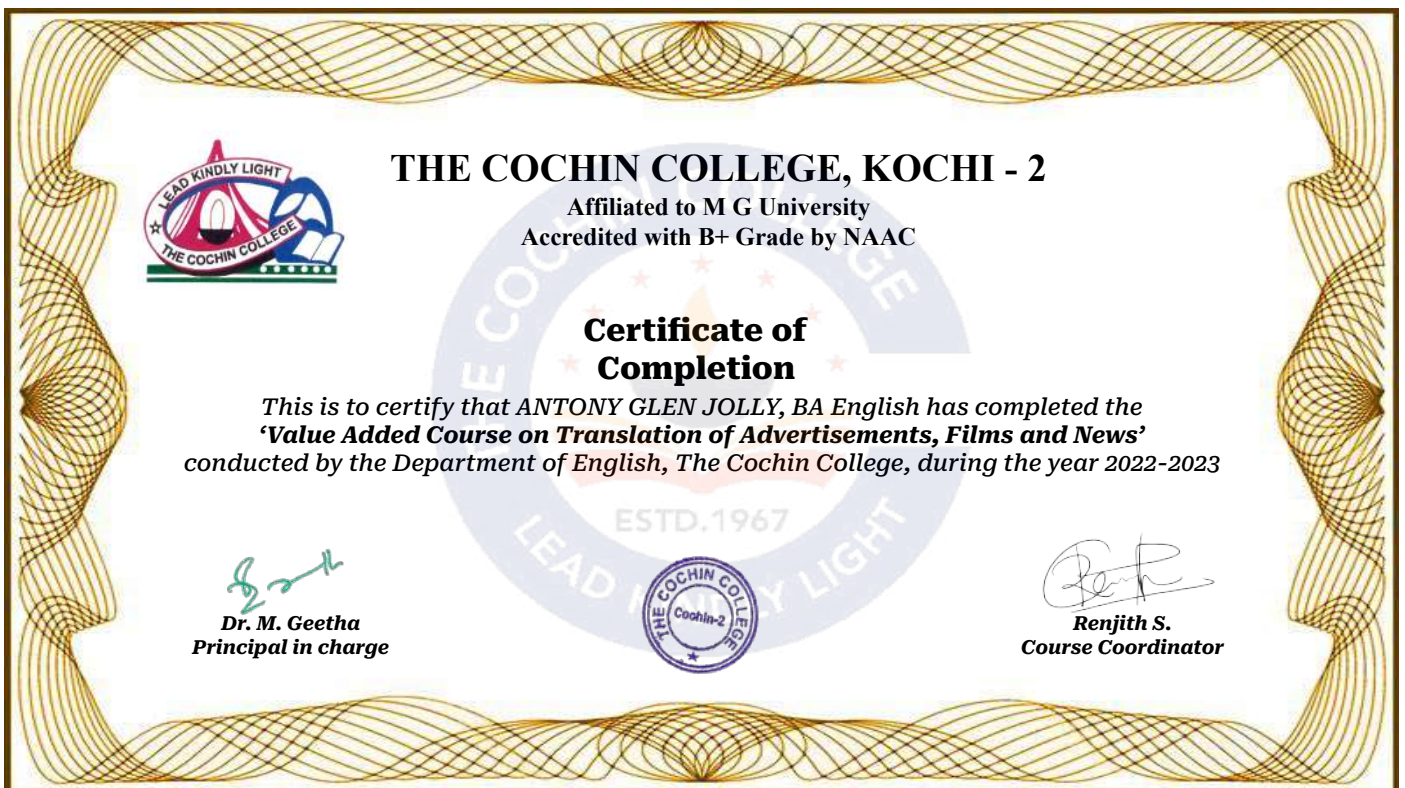 LEAD KINDLY LIGHT
THE COCHIN COLLEGE
THE COCHIN COLLEGE, KOCHI - 2
Affiliated to M G University
Accredited with B+ Grade by NAAC
Certificate of
Completion
This is to certify that ANTONY GLEN JOLLY, BA English has completed the
‘Value Added Course on Translation of Advertisements, Films and News’
conducted by the Department of English, The Cochin College, during the year 2022-2023
THE COCHIN COLLEGE
ESTD.1967
LEAD KINDLY LIGHT
Dr. M. Geetha
Principal in charge
THE COCHIN COLLEGE
Cochin-2
Renjith S.
Course Coordinator